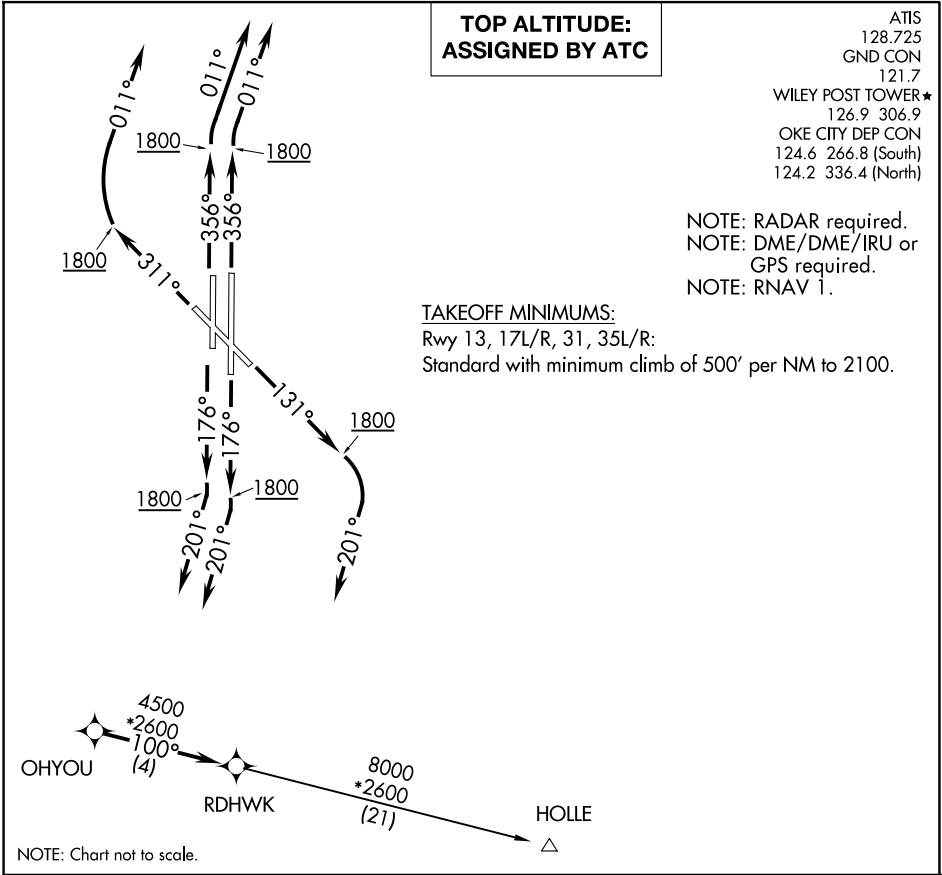 TOP ALTITUDE:
ASSIGNED BY ATC
ATIS
128.725
GND CON
121.7
WILEY POST TOWER★
126.9 306.9
OKE CITY DEP CON
124.6 266.8 (South)
124.2 336.4 (North)
NOTE: RADAR required.
NOTE: DME/DME/IRU or
GPS required.
NOTE: RNAV 1.
TAKEOFF MINIMUMS:
Rwy 13, 17L/R, 31, 35L/R:
Standard with minimum climb of 500' per NM to 2100.
011°
011°
011°
1800
1800
356°
356°
1800
311°
131°
1800
176°
176°
1800
1800
201°
201°
201°
4500
*2600
100°
(4)
OHYOU
RDHWK
8000
*2600
(21)
HOLLE
NOTE: Chart not to scale.